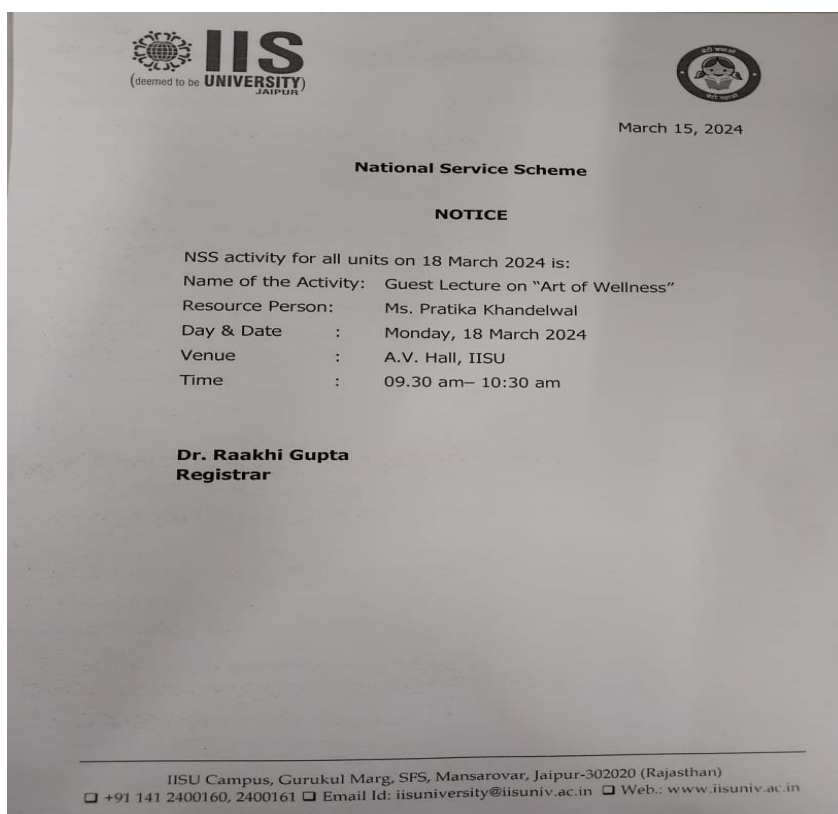 IIS
(deemed to be UNIVERSITY)
JAIPUR
बेटी बचाओ
बेटी पढ़ाओ
March 15, 2024
National Service Scheme
NOTICE
NSS activity for all units on 18 March 2024 is:
Name of the Activity: Guest Lecture on “Art of Wellness”
Resource Person: Ms. Pratika Khandelwal
Day & Date : Monday, 18 March 2024
Venue : A.V. Hall, IISU
Time : 09.30 am– 10:30 am
Dr. Raakhi Gupta
Registrar
IISU Campus, Gurukul Marg, SFS, Mansarovar, Jaipur-302020 (Rajasthan)
❑ +91 141 2400160, 2400161 ❑ Email Id: iisuniversity@iisuniv.ac.in ❑ Web.: www.iisuniv.ac.in